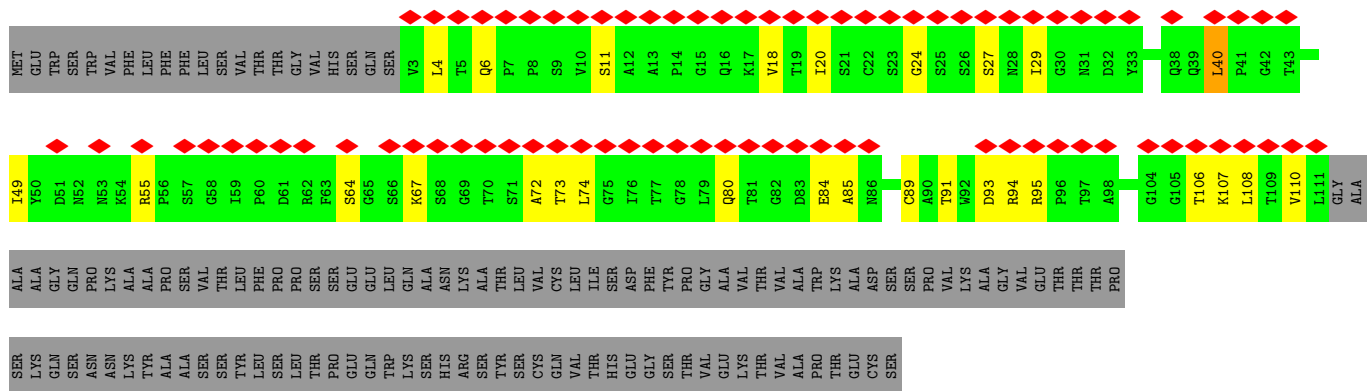 MET GLU TRP SER TRP VAL PHE LEU PHE PHE LEU SER VAL THR THR GLY VAL HIS SER GLN SER V3 L4 T5 Q6 P7 P8 S9 V10 S11 A12 A13 P14 G15 Q16 K17 V18 T19 I20 S21 C22 S23 G24 S25 S26 S27 N28 I29 G30 N31 D32 Y33 Q38 Q39 L40 P41 G42 T43
I49 Y50 D51 N52 N53 K54 R55 P56 S57 G58 I59 P60 D61 R62 F63 S64 G65 S66 K67 S68 G69 T70 S71 A72 T73 L74 G75 I76 T77 G78 L79 Q80 T81 G82 D83 E84 A85 N86 C89 A90 T91 W92 D93 R94 R95 P96 T97 A98 G104 G105 T106 K107 L108 T109 V110 L111 GLY ALA
ALA ALA GLY GLN PRO LYS ALA ALA PRO SER VAL THR LEU PHE PRO PRO SER SER GLU GLU LEU GLN ALA ASN LYS ALA THR LEU VAL CYS LEU ILE SER ASP PHE TYR PRO GLY ALA VAL THR VAL ALA TRP LYS ALA ASP SER SER PRO VAL LYS ALA GLY VAL GLU THR THR THR PRO
SER LYS GLN SER ASN ASN LYS TYR ALA ALA SER SER TYR LEU SER LEU THR PRO GLU GLN TRP LYS SER HIS ARG SER TYR SER CYS GLN VAL THR HIS GLU GLY SER THR VAL GLU LYS THR VAL ALA PRO THR GLU CYS SER